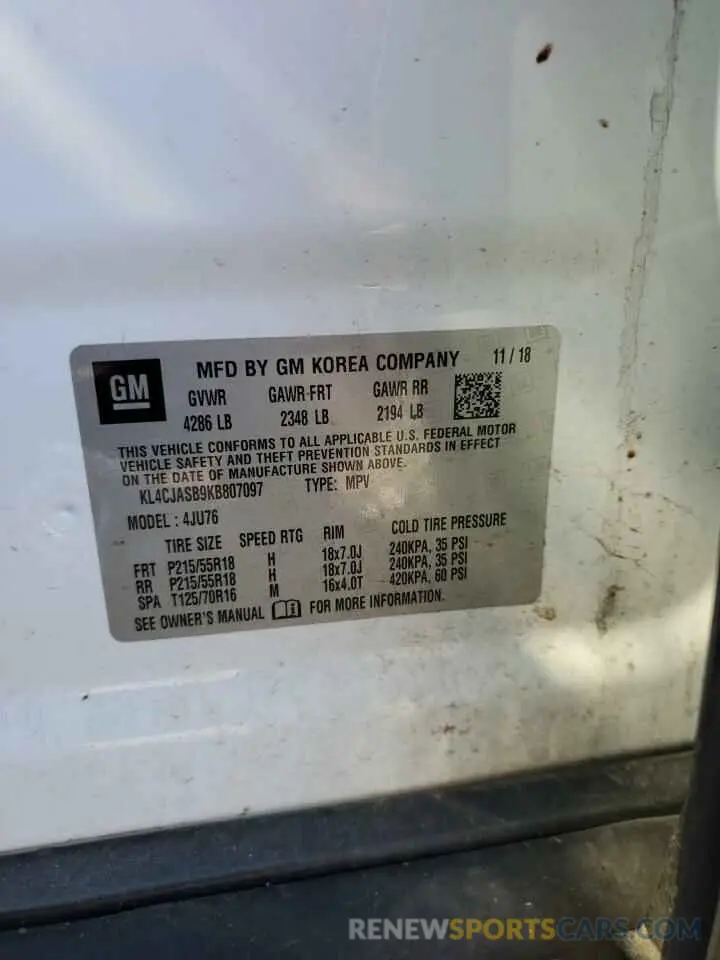 GM
MFD BY GM KOREA COMPANY 11 / 18
GVWR GAWR-FRT GAWR RR
4286 LB 2348 LB 2194 LB
THIS VEHICLE CONFORMS TO ALL APPLICABLE U.S. FEDERAL MOTOR
VEHICLE SAFETY AND THEFT PREVENTION STANDARDS IN EFFECT
ON THE DATE OF MANUFACTURE SHOWN ABOVE.
KL4CJASB9KB807097 TYPE: MPV
MODEL : 4JU76
TIRE SIZE SPEED RTG RIM COLD TIRE PRESSURE
FRT P215/55R18 H 18x7.0J 240KPA, 35 PSI
RR P215/55R18 H 18x7.0J 240KPA, 35 PSI
SPA T125/70R16 M 16x4.0T 420KPA, 60 PSI
SEE OWNER'S MANUAL FOR MORE INFORMATION.
RENEWSPORTSCARS.COM